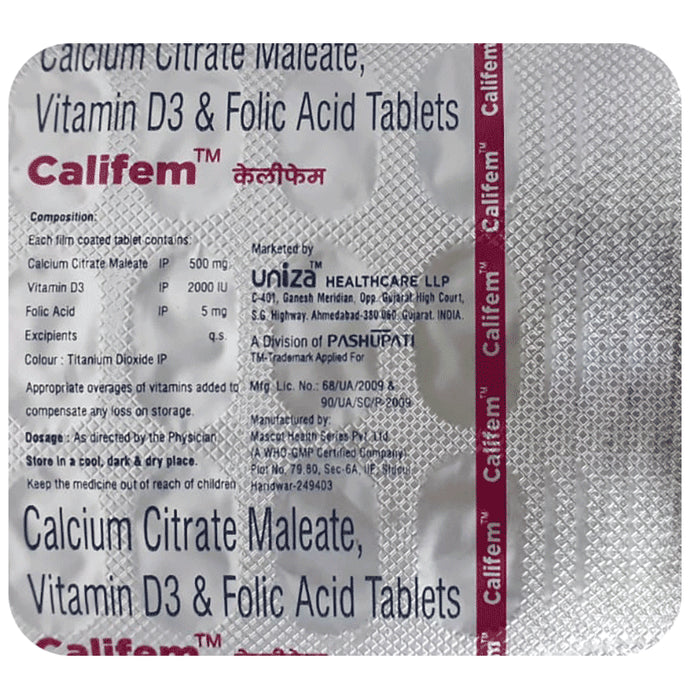 Calcium Citrate Maleate,
Vitamin D3 & Folic Acid Tablets
Califem™ केलीफेम
Composition:
Each film coated tablet contains:
Calcium Citrate Maleate IP 500 mg
Vitamin D3 IP 2000 IU
Folic Acid IP 5 mg
Excipients q.s.
Colour : Titanium Dioxide IP
Appropriate overages of vitamins added to
compensate any loss on storage.
Dosage : As directed by the Physician
Store in a cool, dark & dry place.
Keep the medicine out of reach of children
Marketed by
uniza™ HEALTHCARE LLP
C-401, Ganesh Meridian, Opp. Gujarat High Court,
S.G. Highway, Ahmedabad-380 060, Gujarat. INDIA.
A Division of PASHUPATI
TM-Trademark Applied For
Mfg. Lic. No.: 68/UA/2009 &
90/UA/SC/P-2009
Manufactured by:
Mascot Health Series Pvt. Ltd.
(A WHO-GMP Certified Company)
Plot No. 79,80, Sec-6A, IIE, Sidcul,
Haridwar-249403
Calcium Citrate Maleate,
Vitamin D3 & Folic Acid Tablets
Califem™ केलीफेम
Califem
Califem™
Califem™
Califem™
Califem™